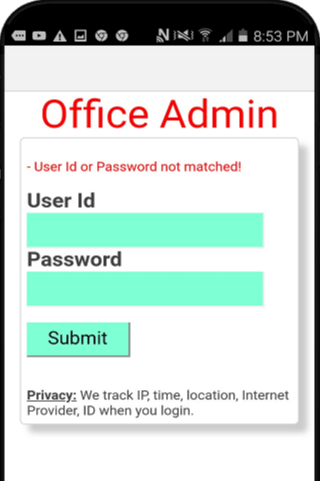 8:53 PM
Office Admin
- User Id or Password not matched!
User Id
Password
Submit
Privacy: We track IP, time, location, Internet
Provider, ID when you login.